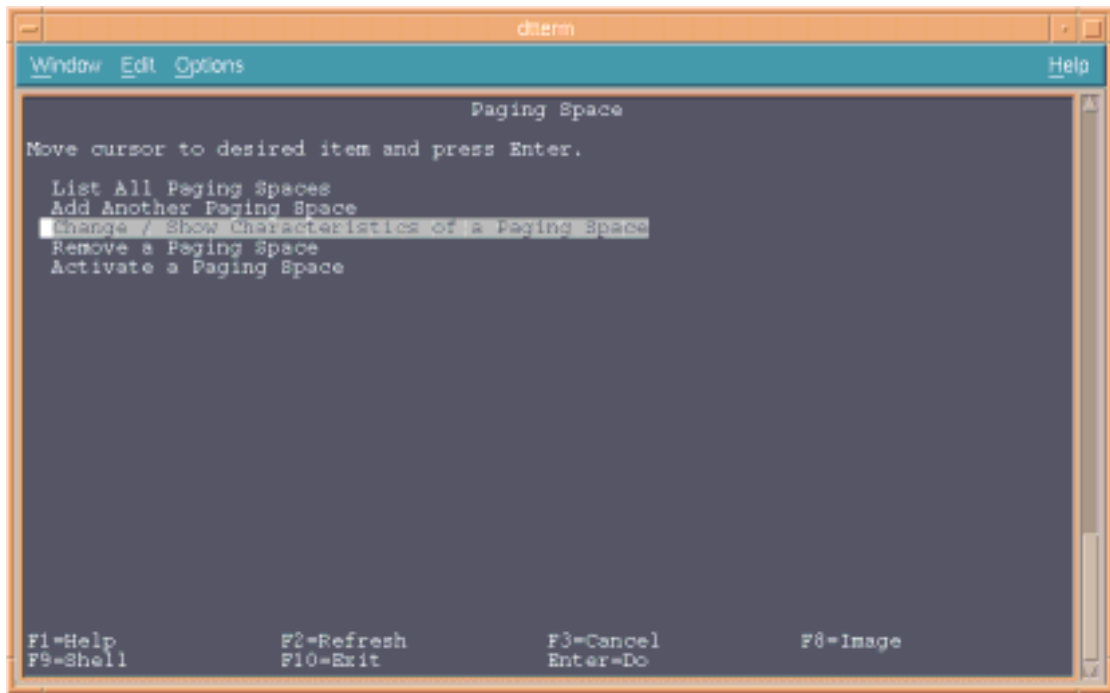 dtterm
Window Edit Options Help
Paging Space
Move cursor to desired item and press Enter.
List All Paging Spaces
Add Another Paging Space
Change / Show Characteristics of a Paging Space
Remove a Paging Space
Activate a Paging Space
F1=Help F2=Refresh F3=Cancel F8=Image
F9=Shell F10=Exit Enter=Do